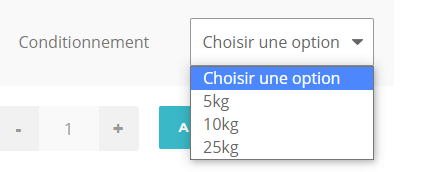 Conditionnement Choisir une option
Choisir une option
5kg
10kg
25kg
- 1 + A